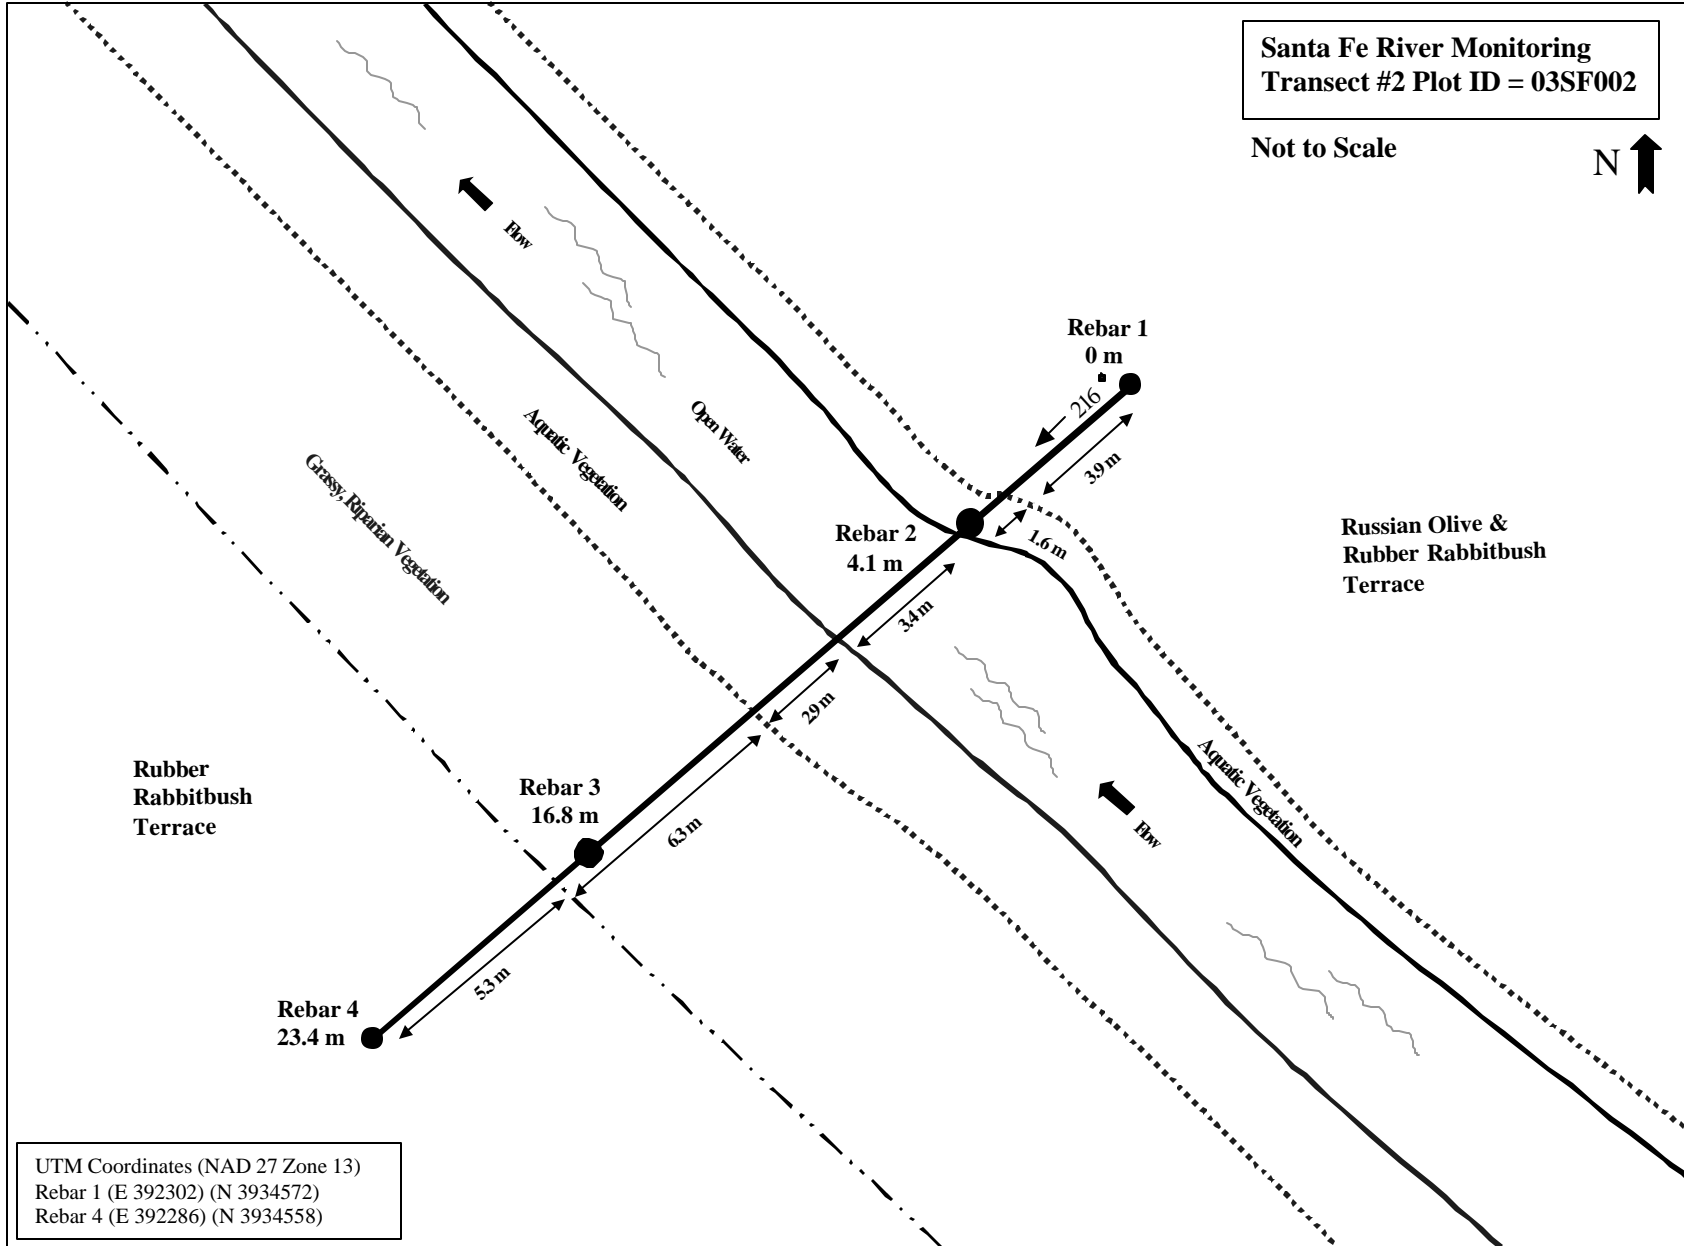 Santa Fe River Monitoring
Transect #2 Plot ID = 03SF002
Not to Scale
N
Flow
Rebar 1
0 m
216
3.9 m
Open Water
Aquatic Vegetation
Grassy, Riparian Vegetation
Rebar 2
4.1 m
1.6 m
Russian Olive &
Rubber Rabbitbush
Terrace
3.4 m
2.9 m
Rubber
Rabbitbush
Terrace
Rebar 3
16.8 m
6.3 m
Aquatic Vegetation
Flow
5.3 m
Rebar 4
23.4 m
UTM Coordinates (NAD 27 Zone 13)
Rebar 1 (E 392302) (N 3934572)
Rebar 4 (E 392286) (N 3934558)